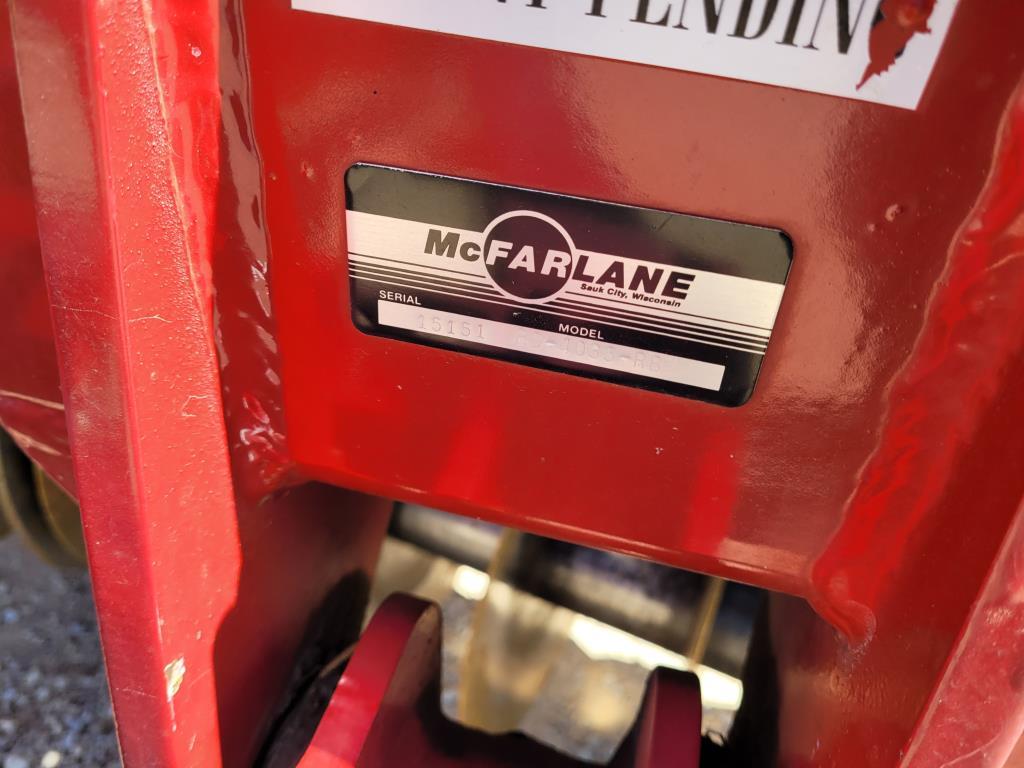 PENDIN
McFARLANE
Sauk City, Wisconsin
SERIAL MODEL
15151